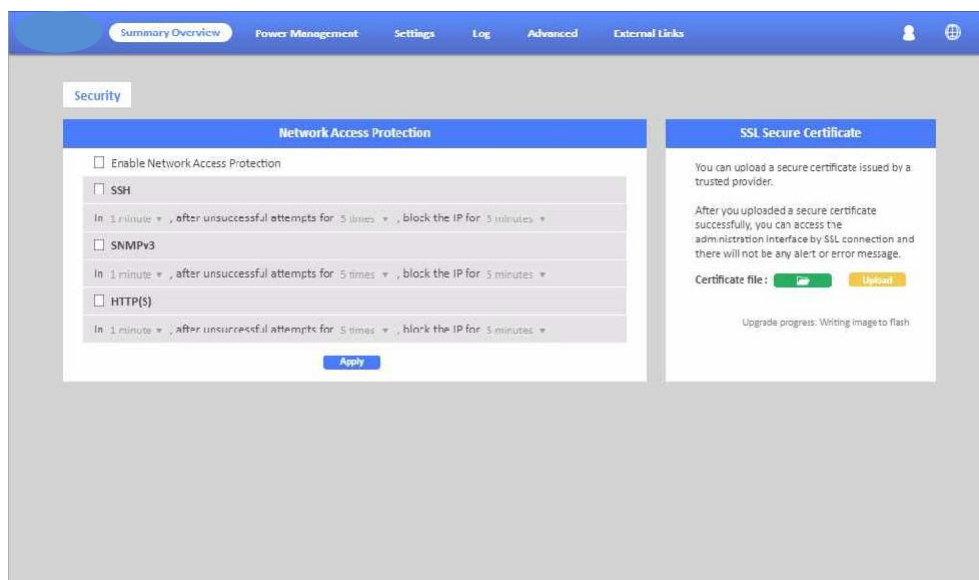 Summary Overview Power Management Settings Log Advanced External Links
Security
Network Access Protection
Enable Network Access Protection
SSH
In 1 minute , after unsuccessful attempts for 5 times , block the IP for 5 minutes
SNMPv3
In 1 minute , after unsuccessful attempts for 5 times , block the IP for 5 minutes
HTTP(S)
In 1 minute , after unsuccessful attempts for 5 times , block the IP for 5 minutes
Apply
SSL Secure Certificate
You can upload a secure certificate issued by a
trusted provider.
After you uploaded a secure certificate
successfully, you can access the
administration interface by SSL connection and
there will not be any alert or error message.
Certificate file : Upload
Upgrade progress: Writing image to flash